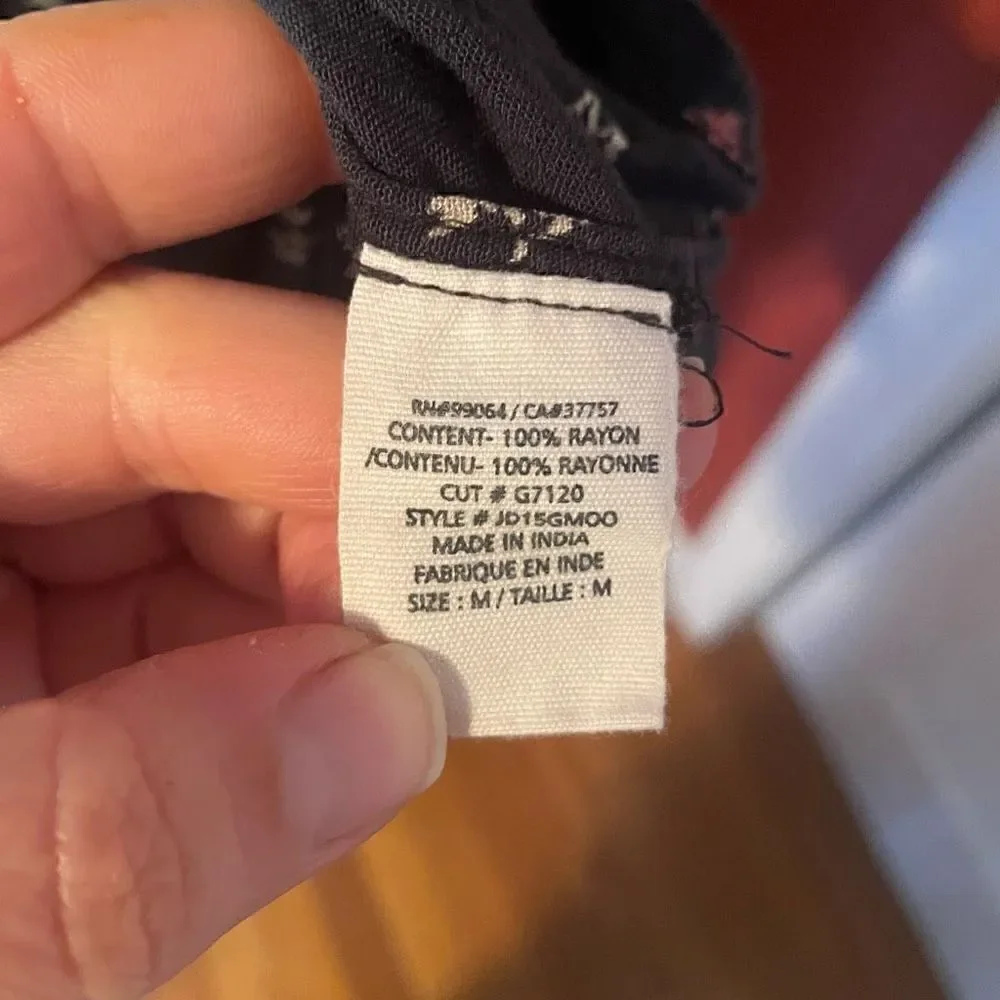 RN#99064 / CA#37757
CONTENT- 100% RAYON
/CONTENU- 100% RAYONNE
CUT # G7120
STYLE # JD15GMOO
MADE IN INDIA
FABRIQUE EN INDE
SIZE : M / TAILLE : M